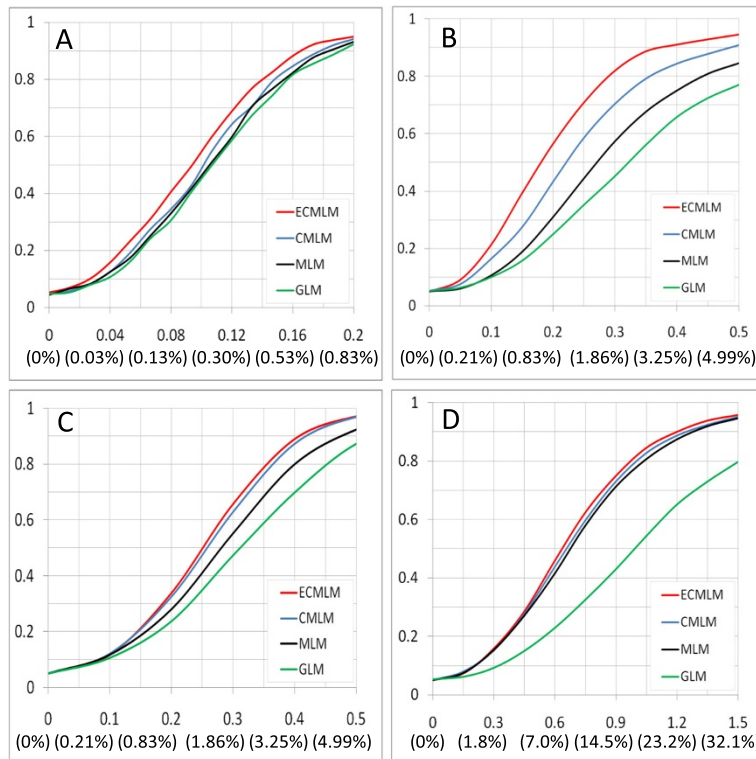 A
1
0.8
0.6
0.4
0.2
0
ECMLM
CMLM
MLM
GLM
0 0.04 0.08 0.12 0.16 0.2
(0%) (0.03%) (0.13%) (0.30%) (0.53%) (0.83%)
B
1
0.8
0.6
0.4
0.2
0
ECMLM
CMLM
MLM
GLM
0 0.1 0.2 0.3 0.4 0.5
(0%) (0.21%) (0.83%) (1.86%) (3.25%) (4.99%)
C
1
0.8
0.6
0.4
0.2
0
ECMLM
CMLM
MLM
GLM
0 0.1 0.2 0.3 0.4 0.5
(0%) (0.21%) (0.83%) (1.86%) (3.25%) (4.99%)
D
1
0.8
0.6
0.4
0.2
0
ECMLM
CMLM
MLM
GLM
0 0.3 0.6 0.9 1.2 1.5
(0%) (1.8%) (7.0%) (14.5%) (23.2%) (32.1%